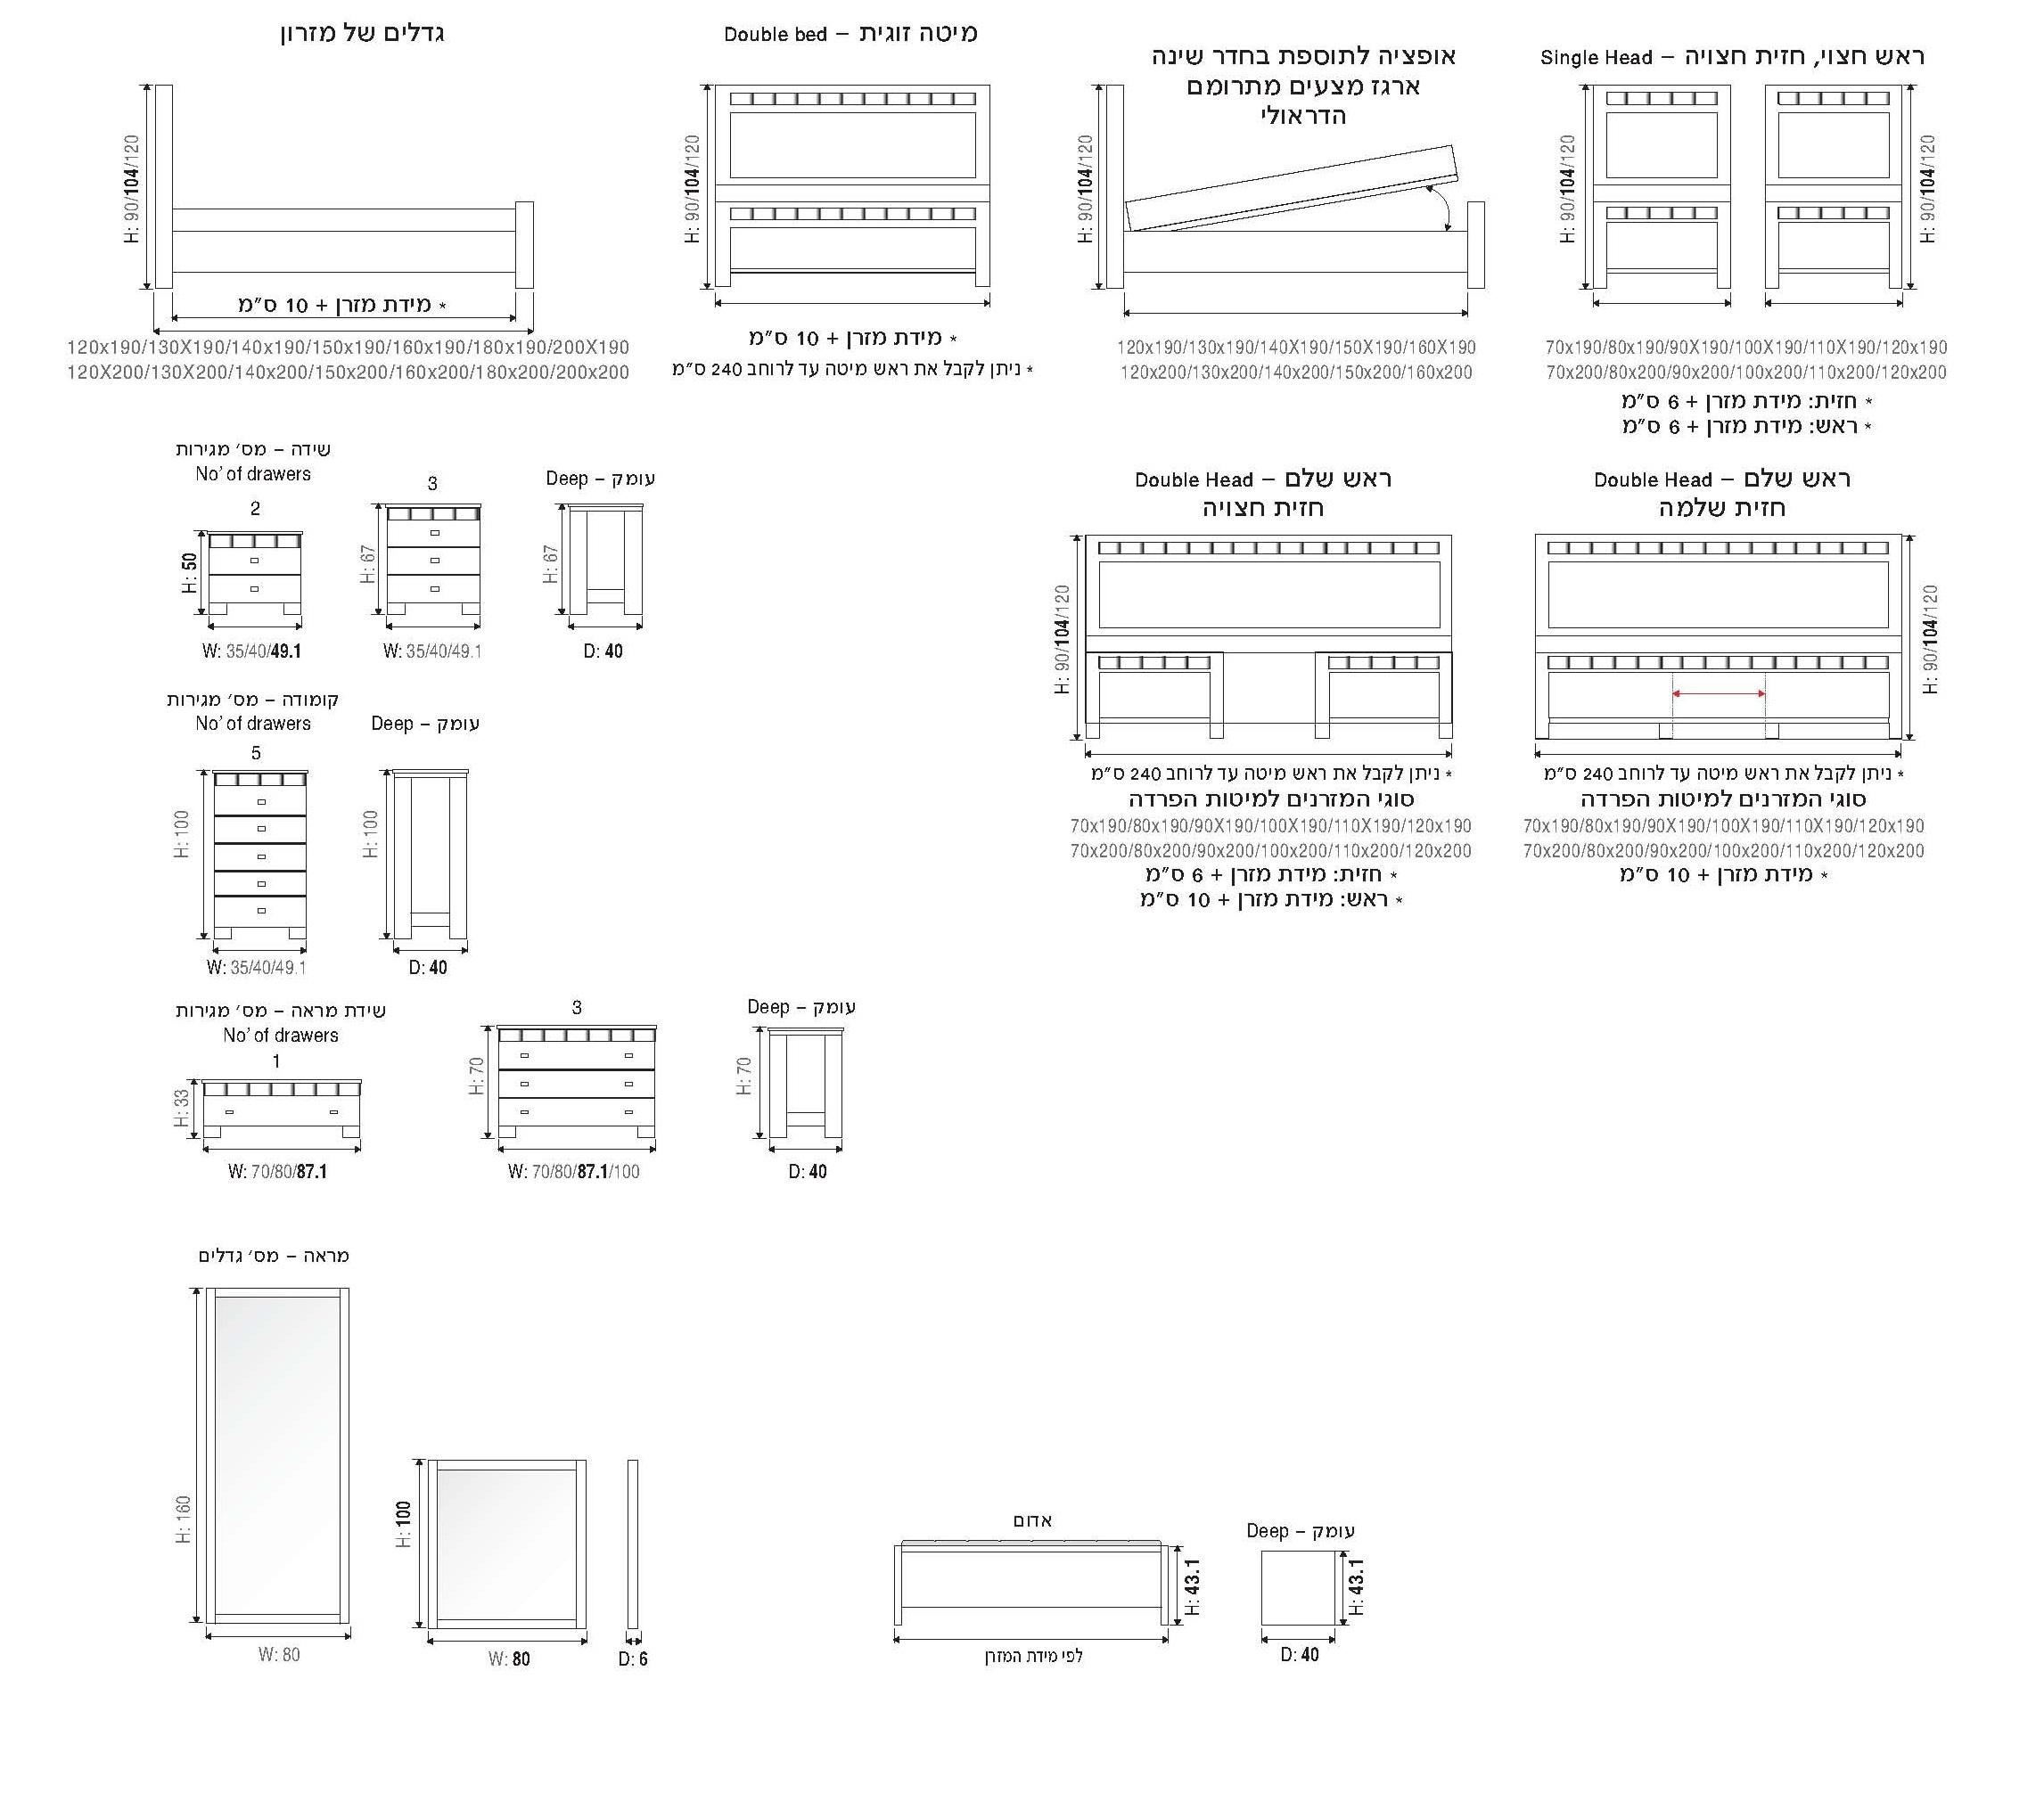 גדלים של מזרון
H: 90/104/120
* מידת מזרן + 10 ס״מ
120x190/130X190/140x190/150x190/160x190/180x190/200X190
120X200/130X200/140x200/150x200/160x200/180x200/200x200
מיטה זוגית – Double bed
H: 90/104/120
* מידת מזרן + 10 ס״מ
* ניתן לקבל את ראש מיטה עד לרוחב 240 ס״מ
אופציה לתוספת בחדר שינה
ארגז מצעים מתרומם
הדראולי
H: 90/104/120
120x190/130x190/140X190/150X190/160X190
120x200/130x200/140x200/150x200/160x200
ראש חצוי, חזית חצויה – Single Head
H: 90/104/120
H: 90/104/120
70x190/80x190/90X190/100X190/110X190/120x190
70x200/80x200/90x200/100x200/110x200/120x200
* חזית: מידת מזרן + 6 ס״מ
* ראש: מידת מזרן + 6 ס״מ
שידה – מס׳ מגירות
No’ of drawers
2
H: 50
W: 35/40/49.1
3
H: 67
W: 35/40/49.1
עומק – Deep
H: 67
D: 40
ראש שלם – Double Head
חזית חצויה
H: 90/104/120
* ניתן לקבל את ראש מיטה עד לרוחב 240 ס״מ
סוגי המזרנים למיטות הפרדה
70x190/80x190/90X190/100X190/110X190/120x190
70x200/80x200/90x200/100x200/110x200/120x200
* חזית: מידת מזרן + 6 ס״מ
* ראש: מידת מזרן + 10 ס״מ
ראש שלם – Double Head
חזית שלמה
H: 90/104/120
* ניתן לקבל את ראש מיטה עד לרוחב 240 ס״מ
סוגי המזרנים למיטות הפרדה
70x190/80x190/90X190/100X190/110X190/120x190
70x200/80x200/90x200/100x200/110x200/120x200
* מידת מזרן + 10 ס״מ
קומודה – מס׳ מגירות
No’ of drawers
5
H: 100
W: 35/40/49.1
עומק – Deep
H: 100
D: 40
שידת מראה – מס׳ מגירות
No’ of drawers
1
H: 33
W: 70/80/87.1
3
H: 70
W: 70/80/87.1/100
עומק – Deep
H: 70
D: 40
מראה – מס׳ גדלים
H: 160
W: 80
H: 100
W: 80
D: 6
אדום
H: 43.1
לפי מידת המזרן
עומק – Deep
H: 43.1
D: 40